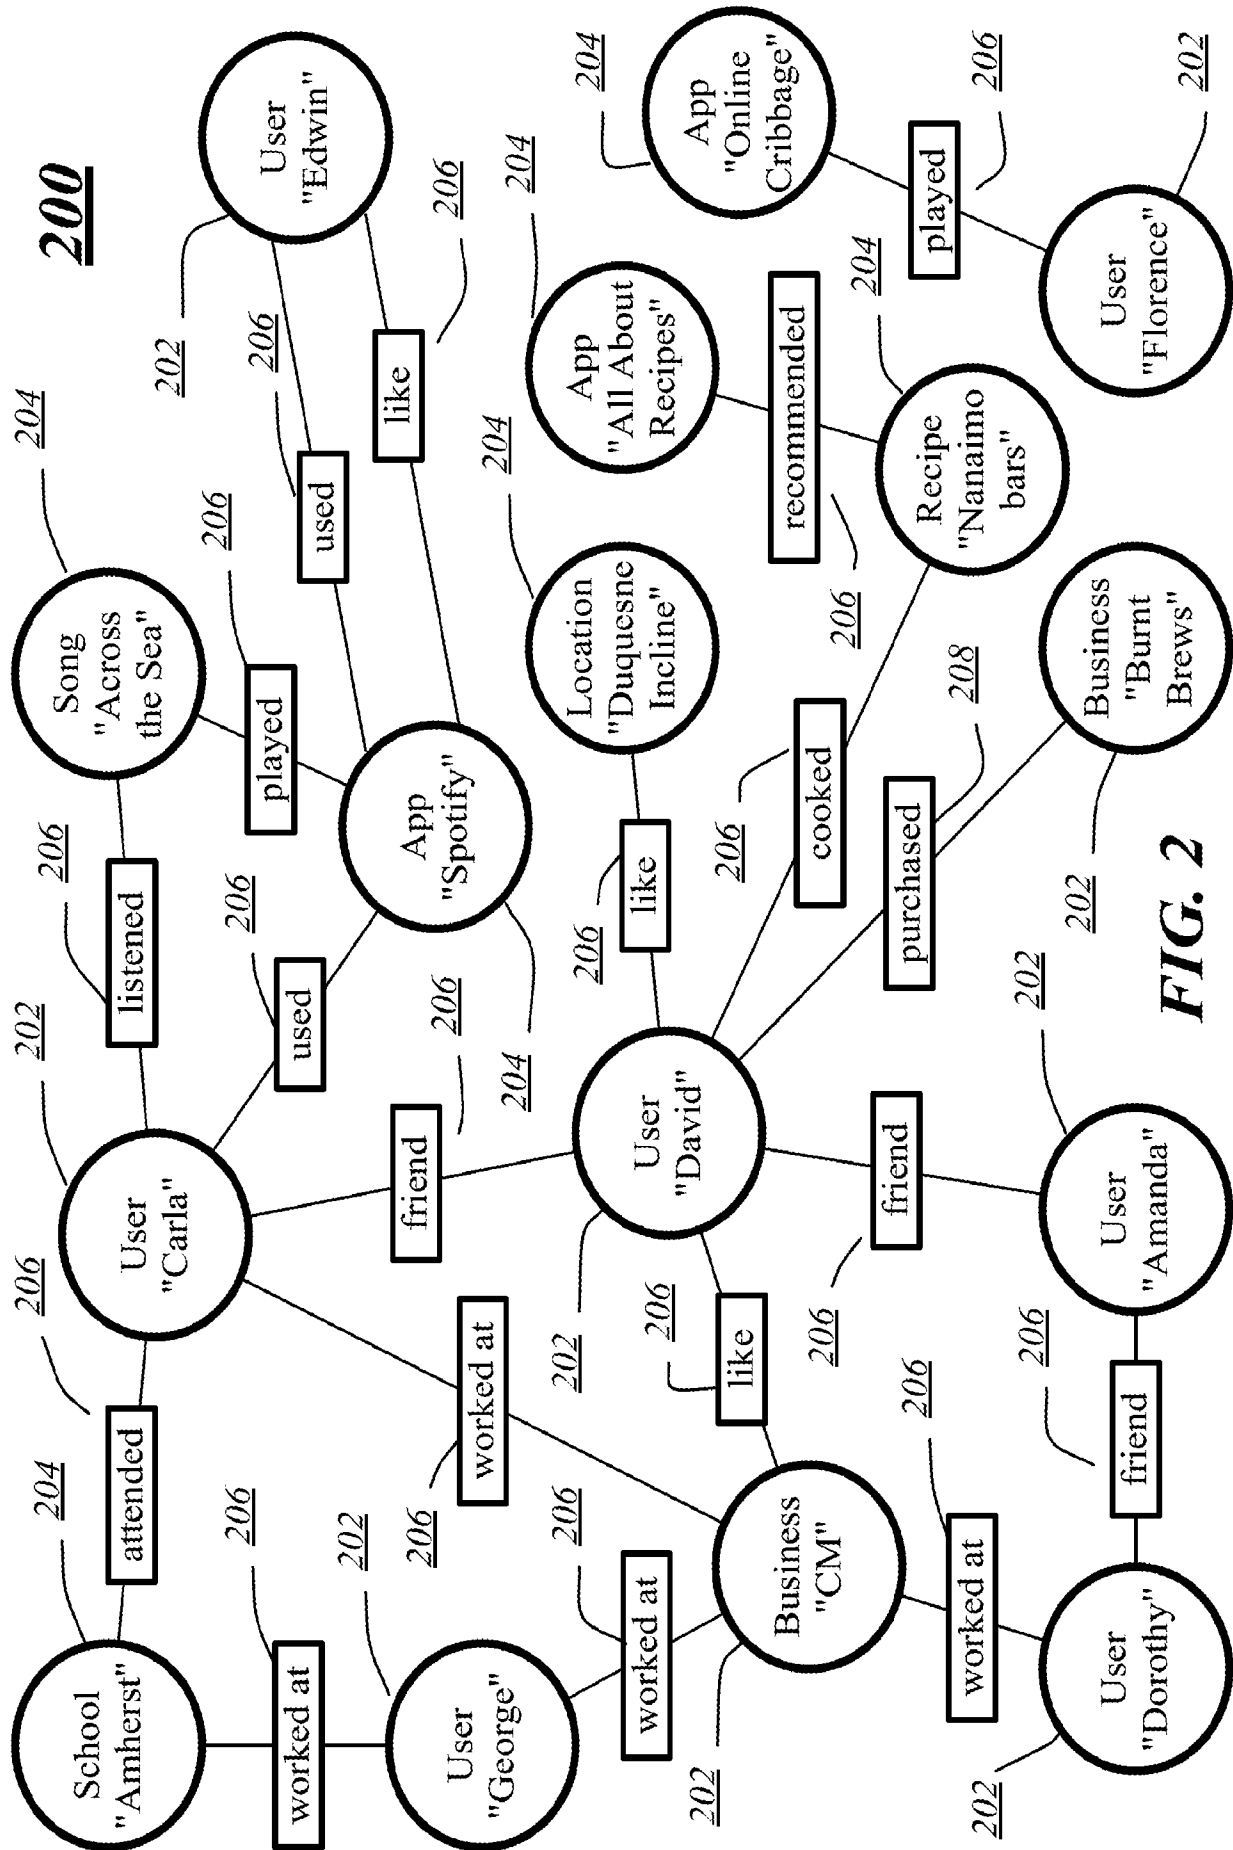 204
206
202
206
204
200
School
"Amherst"
attended
User
"Carla"
listened
Song
"Across
the Sea"
206
202
206
206
202
worked at
used
played
206
User
"Edwin"
206
206
used
206
like
User
"George"
friend
App
"Spotify"
206
204
204
204
206
worked at
202
206
206
204
worked at
206
like
like
Location
"Duquesne
Incline"
App
"All About
Recipes"
App
"Online
Cribbage"
202
User
"David"
206
cooked
206
recommended
204
Business
"CM"
206
friend
purchased
208
played
206
206
worked at
Recipe
"Nanaimo
bars"
202
206
202
202
User
"Dorothy"
friend
User
"Amanda"
Business
"Burnt
Brews"
User
"Florence"
202
FIG. 2